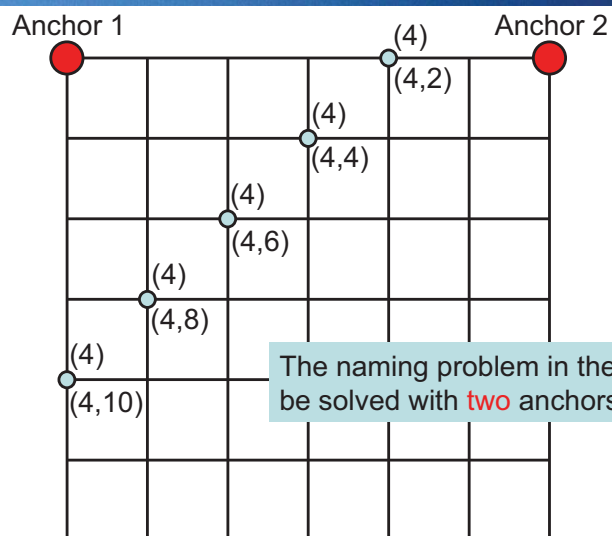 Anchor 1
Anchor 2
(4)
(4,2)
(4)
(4,4)
(4)
(4,6)
(4)
(4,8)
(4)
(4,10)
The naming problem in the
be solved with two anchors